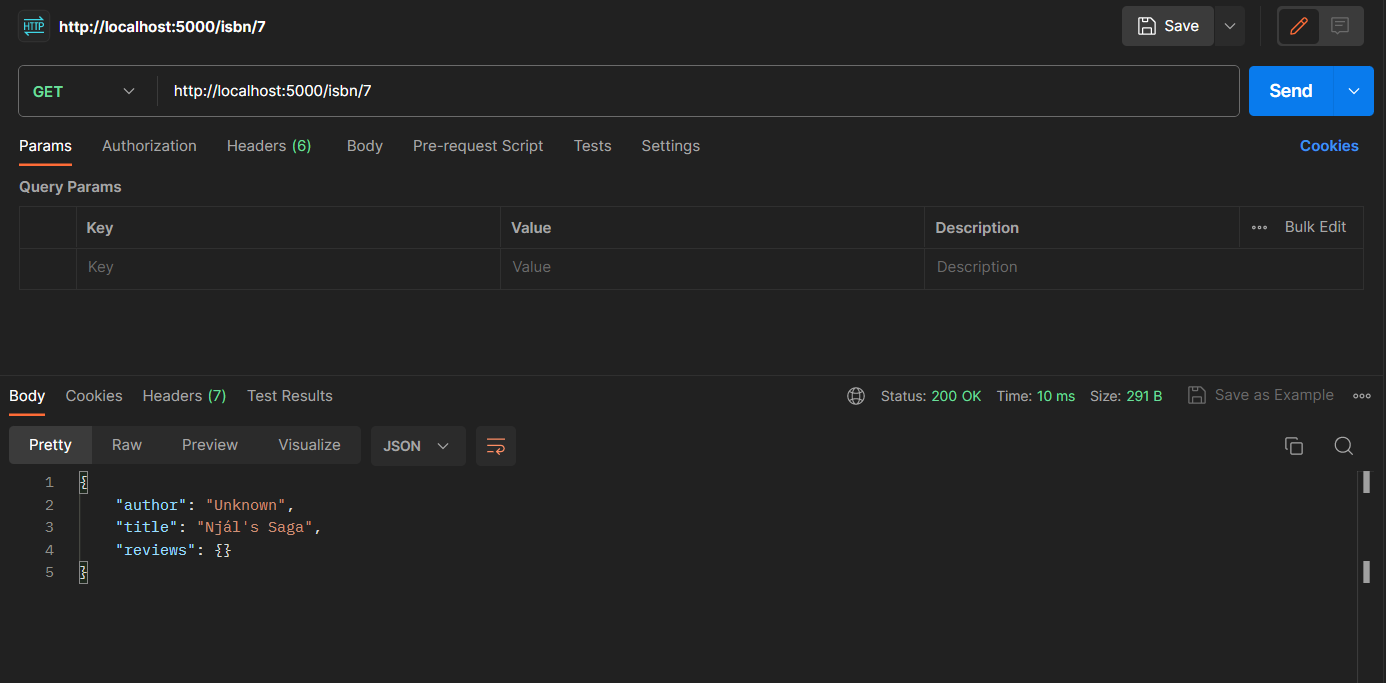 HTTP http://localhost:5000/isbn/7 Save
GET http://localhost:5000/isbn/7 Send
Params Authorization Headers (6) Body Pre-request Script Tests Settings Cookies
Query Params
Key Value Description Bulk Edit
Key Value Description
Body Cookies Headers (7) Test Results Status: 200 OK Time: 10 ms Size: 291 B Save as Example
Pretty Raw Preview Visualize JSON
1 {
2 "author": "Unknown",
3 "title": "Njál's Saga",
4 "reviews": {}
5 }